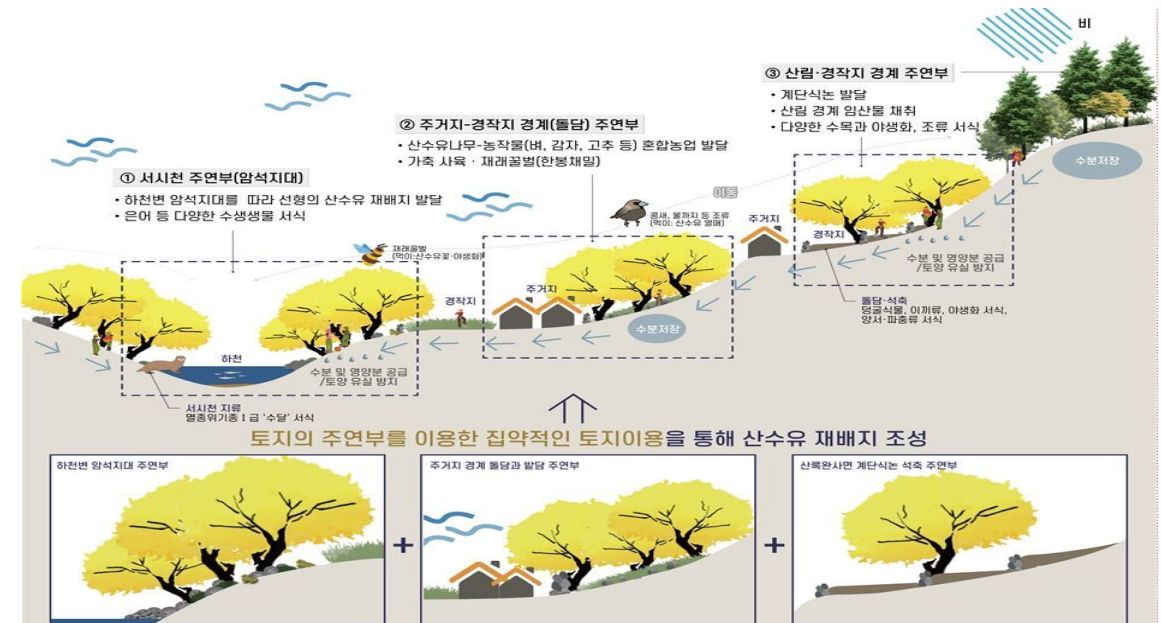 비
③ 산림·경작지 경계 주연부
• 계단식논 발달
• 산림 경계 임산물 채취
• 다양한 수목과 야생화, 조류 서식
수분저장
② 주거지-경작지 경계(돌담) 주연부
• 산수유나무-농작물(벼, 감자, 고추 등) 혼합농업 발달
• 가축 사육 · 재래꿀벌(한봉채밀)
① 서시천 주연부(암석지대)
• 하천변 암석지대를 따라 선형의 산수유 재배지 발달
• 은어 등 다양한 수생생물 서식
이동
콩새, 물까치 등 조류
(먹이: 산수유 열매)
주거지
경작지
재래꿀벌
(먹이:산수유꽃·야생화)
수분 및 영양분 공급
/토양 유실 방지
돌담·석축
덩굴식물, 이끼류, 야생화 서식,
양서·파충류 서식
경작지
주거지
수분저장
하천
수분 및 영양분 공급
/토양 유실 방지
서시천 지류
멸종위기종 I 급 '수달' 서식
토지의 주연부를 이용한 집약적인 토지이용을 통해 산수유 재배지 조성
하천변 암석지대 주연부
+
주거지 경계 돌담과 밭담 주연부
+
산록완사면 계단식논 석축 주연부